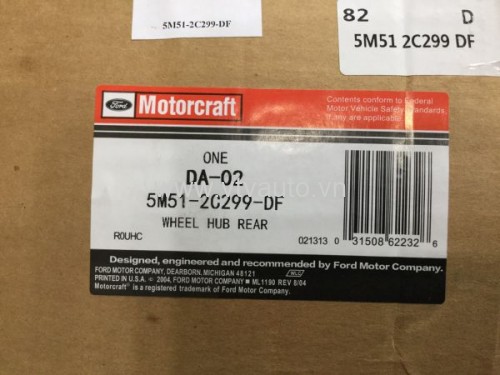 5M51-2C299-DF
82 D
5M51 2C299 DF
Ford Motorcraft
Contents conform to Federal
Motor Vehicle Safety Standards,
if any are applicable.
ONE
DA-02
5M51-2C299-DF
WHEEL HUB REAR
R0UHC
021313 0 31508 62232 6
Designed, engineered and recommended by Ford Motor Company.
FORD MOTOR COMPANY, DEARBORN, MICHIGAN 48121
PRINTED IN U.S.A. © 2004, FORD MOTOR COMPANY ■ ML1190 REV 8/04
Motorcraft® is a registered trademark of Ford Motor Company.